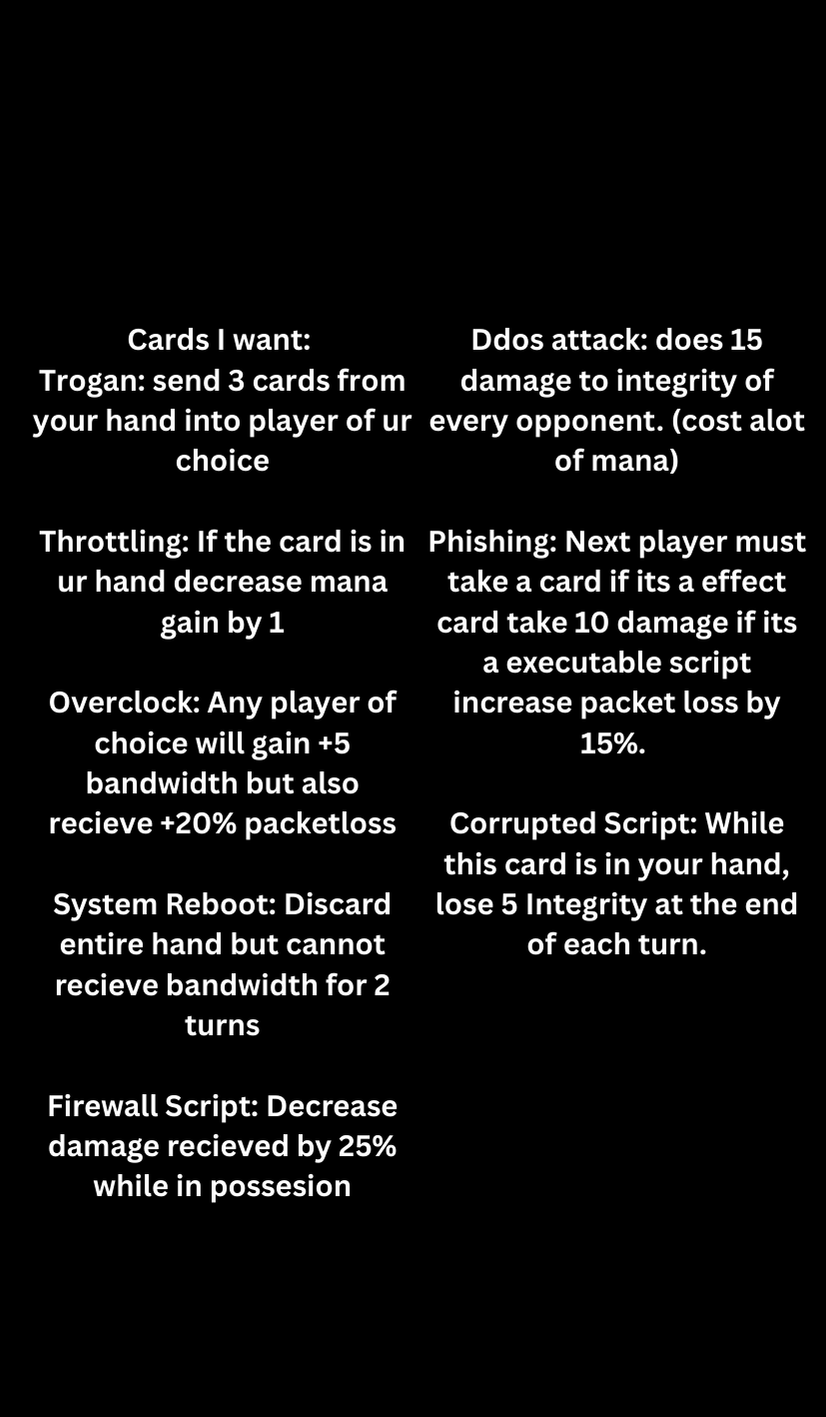 Cards I want:
Trogan: send 3 cards from
your hand into player of ur
choice
Throttling: If the card is in
ur hand decrease mana
gain by 1
Overclock: Any player of
choice will gain +5
bandwidth but also
recieve +20% packetloss
System Reboot: Discard
entire hand but cannot
recieve bandwidth for 2
turns
Firewall Script: Decrease
damage recieved by 25%
while in possesion
Ddos attack: does 15
damage to integrity of
every opponent. (cost alot
of mana)
Phishing: Next player must
take a card if its a effect
card take 10 damage if its
a executable script
increase packet loss by
15%.
Corrupted Script: While
this card is in your hand,
lose 5 Integrity at the end
of each turn.